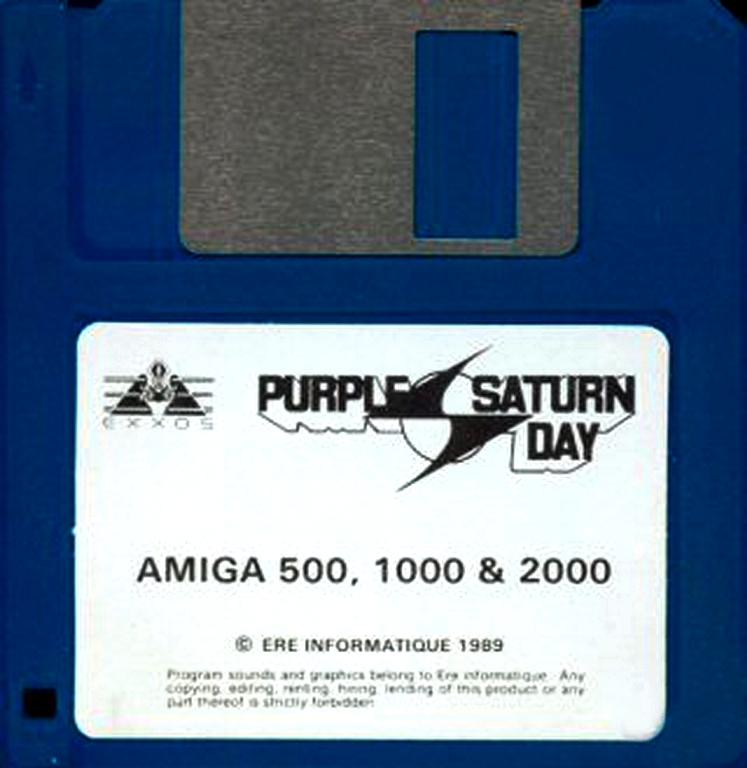 EXXOS
PURPLE SATURN
DAY
AMIGA 500, 1000 & 2000
© ERE INFORMATIQUE 1989
Program sounds and graphics belong to Ere informatique. Any
copying, editing, renting, hiring, lending of this product or any
part thereof is strictly forbidden